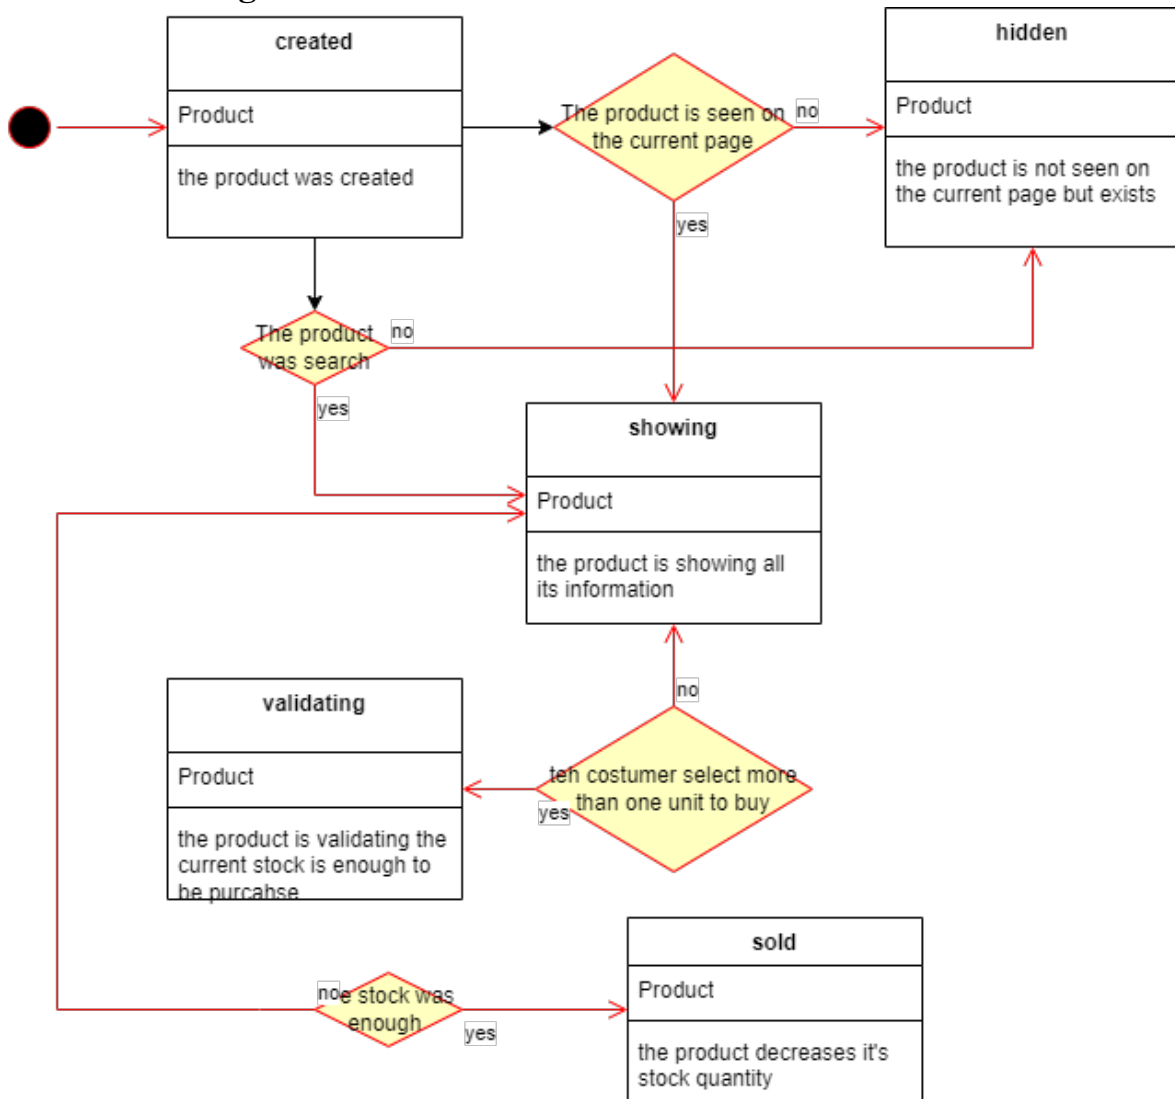 created
Product
the product was created
The product is seen on
the current page
no
yes
hidden
Product
the product is not seen on
the current page but exists
The product
was search
no
yes
showing
Product
the product is showing all
its information
no
teh costumer select more
than one unit to buy
yes
validating
Product
the product is validating the
current stock is enough to
be purcahse
no
e stock was
enough
yes
sold
Product
the product decreases it's
stock quantity